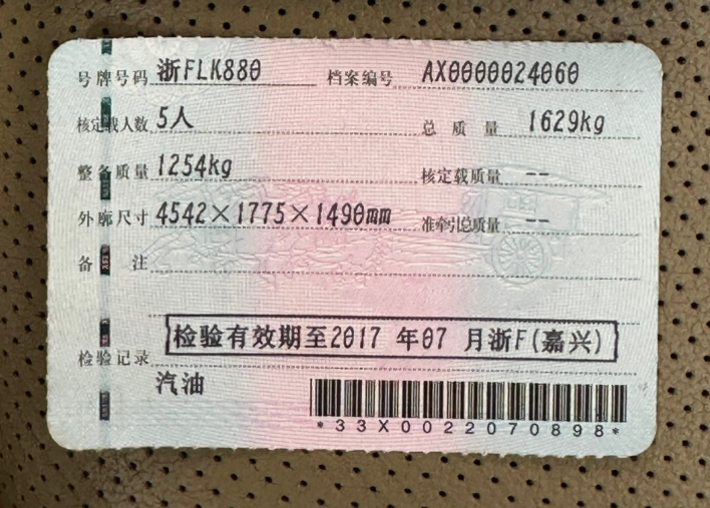 号牌号码 浙FLK880 档案编号 AX0000024060
核定载人数 5人 总质量 1629kg
整备质量 1254kg 核定载质量 --
外廓尺寸 4542×1775×1490mm 准牵引总质量 --
备注
检验有效期至2017 年07 月浙F(嘉兴)
检验记录
汽油
*33X0022070898*